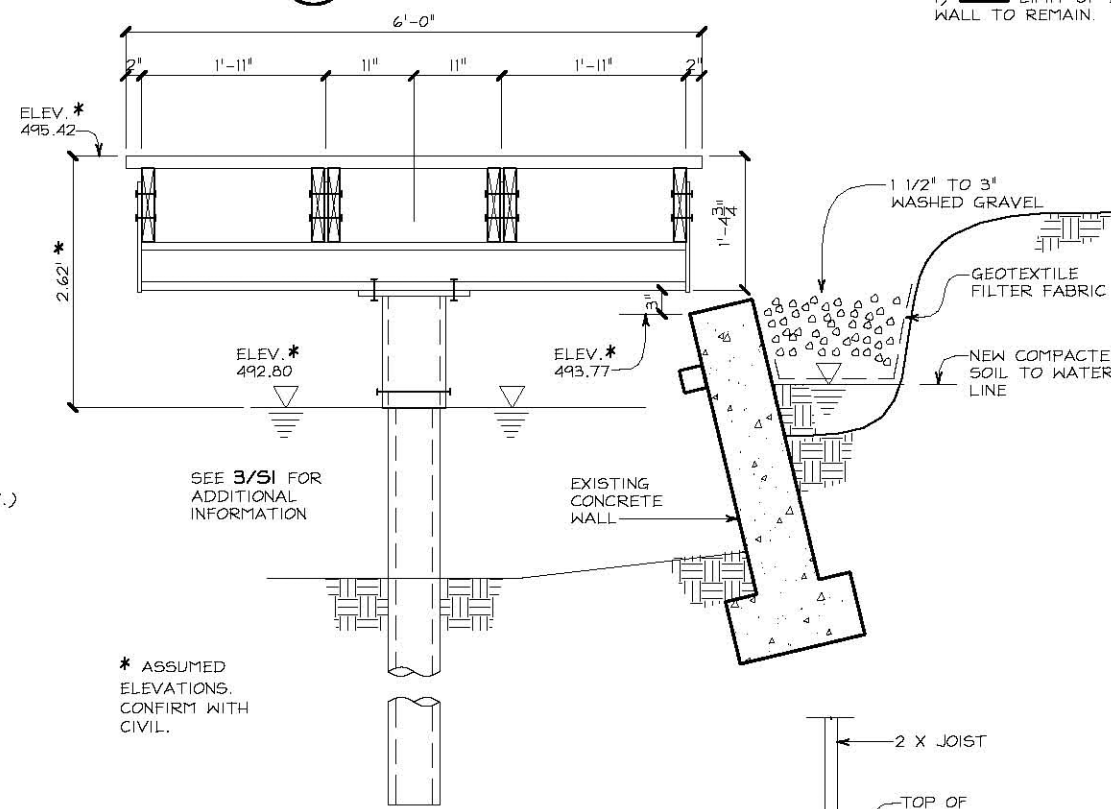 WALL TO REMAIN.
6'-0"
2"
1'-11"
11"
11"
1'-11"
2"
ELEV.*
495.42
2.62' *
1'-4 3/4"
1 1/2" TO 3"
WASHED GRAVEL
GEOTEXTILE
FILTER FABRIC
3"
ELEV.*
492.80
ELEV.*
493.77
NEW COMPACTE
SOIL TO WATER
LINE
SEE 3/S1 FOR
ADDITIONAL
INFORMATION
.)
EXISTING
CONCRETE
WALL
* ASSUMED
ELEVATIONS.
CONFIRM WITH
CIVIL.
2 X JOIST
TOP OF